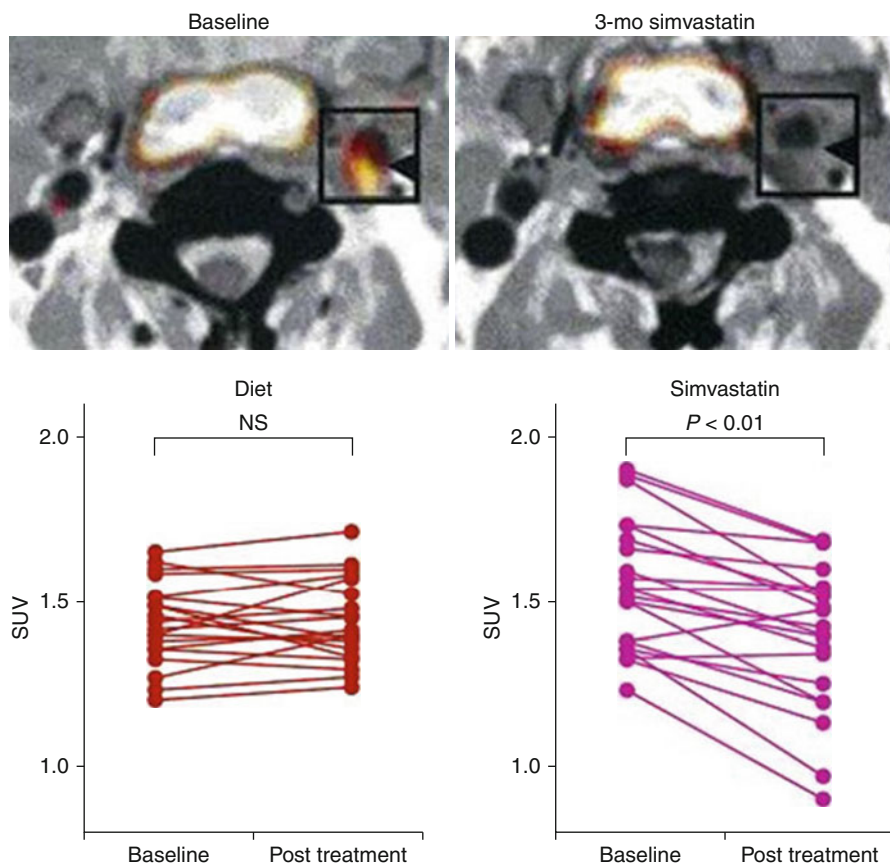 Baseline
3-mo simvastatin
Diet
NS
2.0
1.5
1.0
SUV
Baseline
Post treatment
Simvastatin
P < 0.01
2.0
1.5
1.0
SUV
Baseline
Post treatment